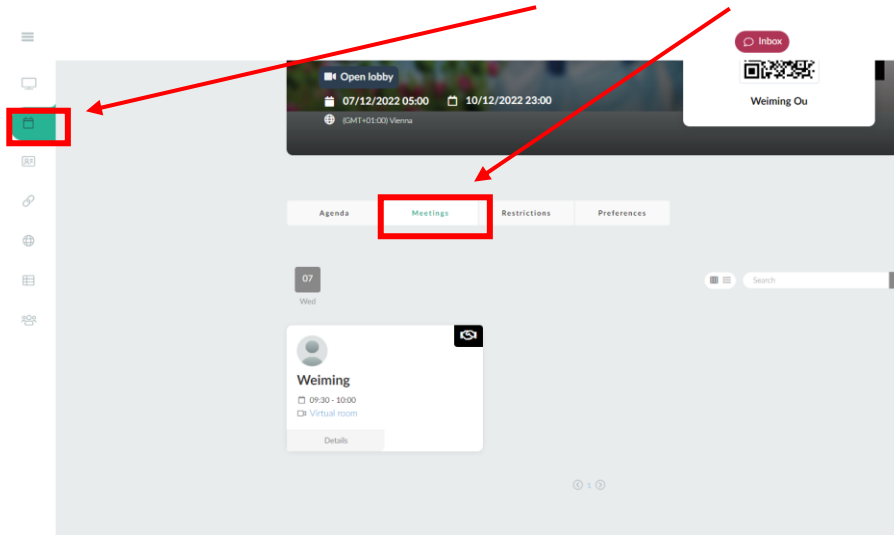 Inbox
Open lobby
07/12/2022 05:00 10/12/2022 23:00
(GMT+01:00) Vienna
Weiming Ou
Agenda Meetings Restrictions Preferences
07
Wed
Search
Weiming
09:30 - 10:00
Virtual room
Details
1